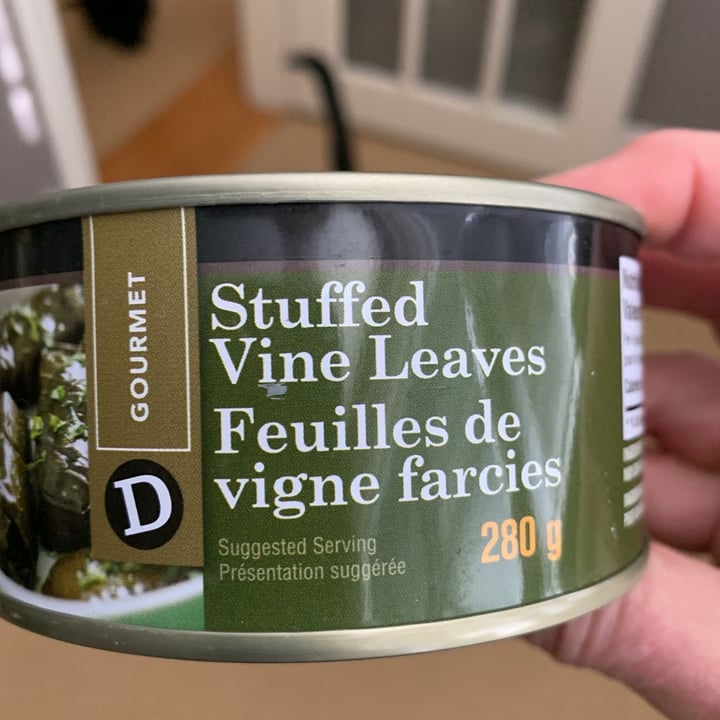 GOURMET
D
Stuffed
Vine Leaves
Feuilles de
vigne farcies
Suggested Serving
Présentation suggérée
280 g